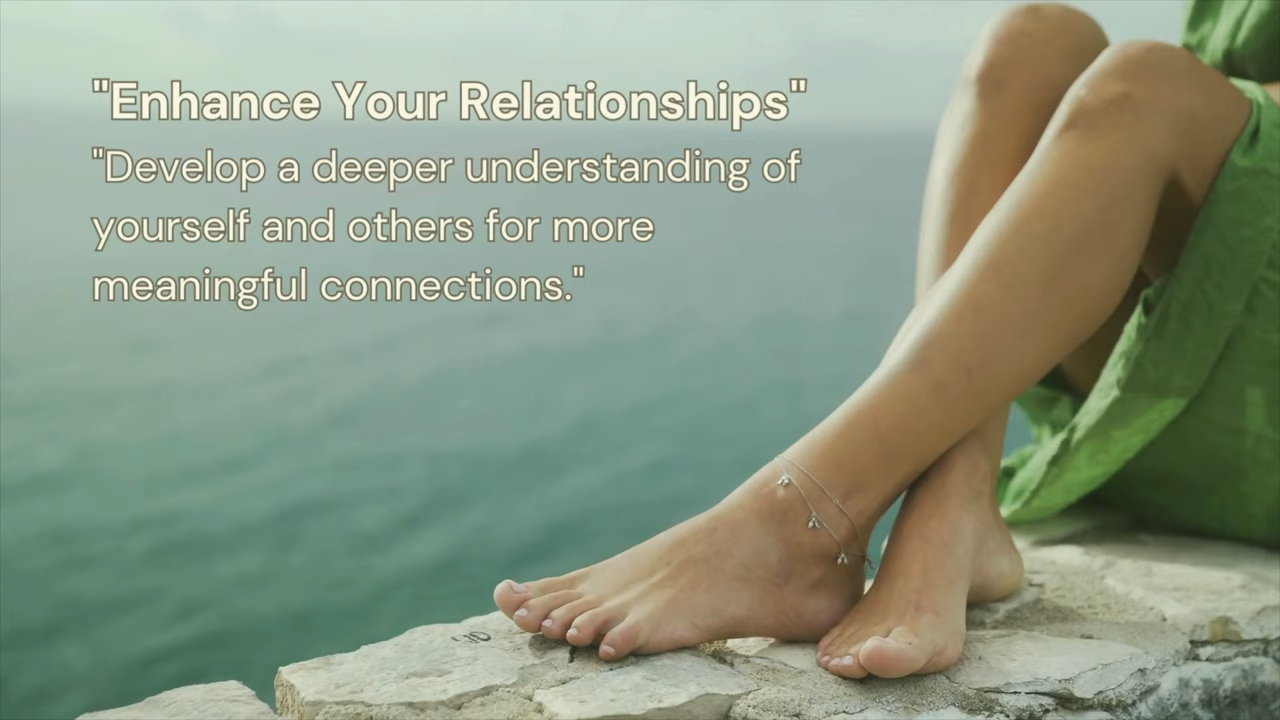 "Enhance Your Relationships"
"Develop a deeper understanding of
yourself and others for more
meaningful connections."